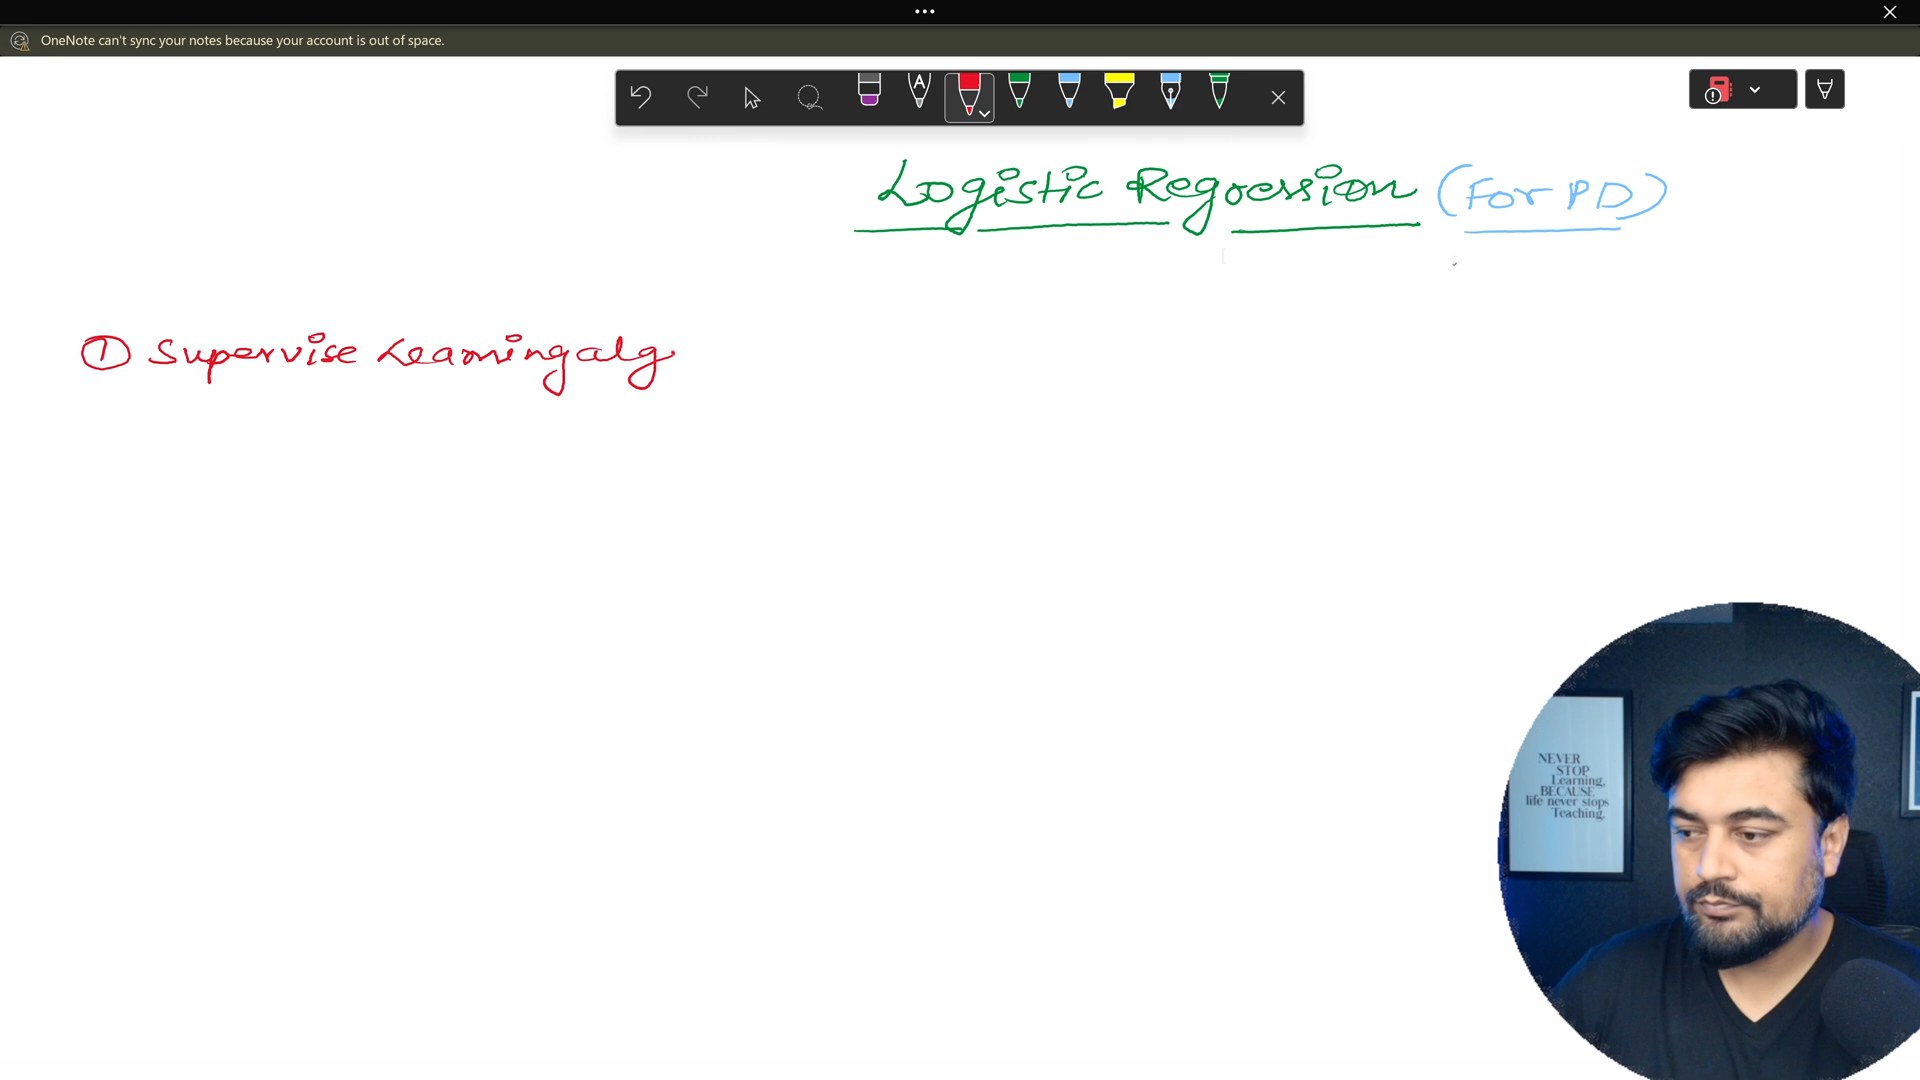 OneNote can't sync your notes because your account is out of space.
Logistic Regression (For PD)
① Supervise Learning alg
NEVER
STOP
Learning,
BECAUSE
life never stops
Teaching.